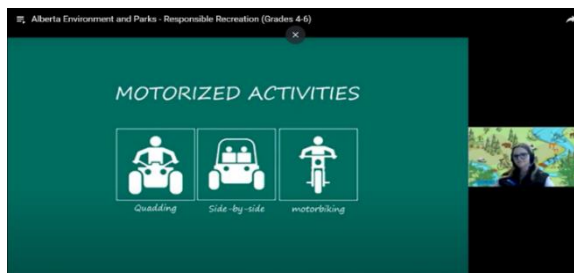 Alberta Environment and Parks - Responsible Recreation (Grades 4-6)
MOTORIZED ACTIVITIES
Quadding Side-by-side motorbiking